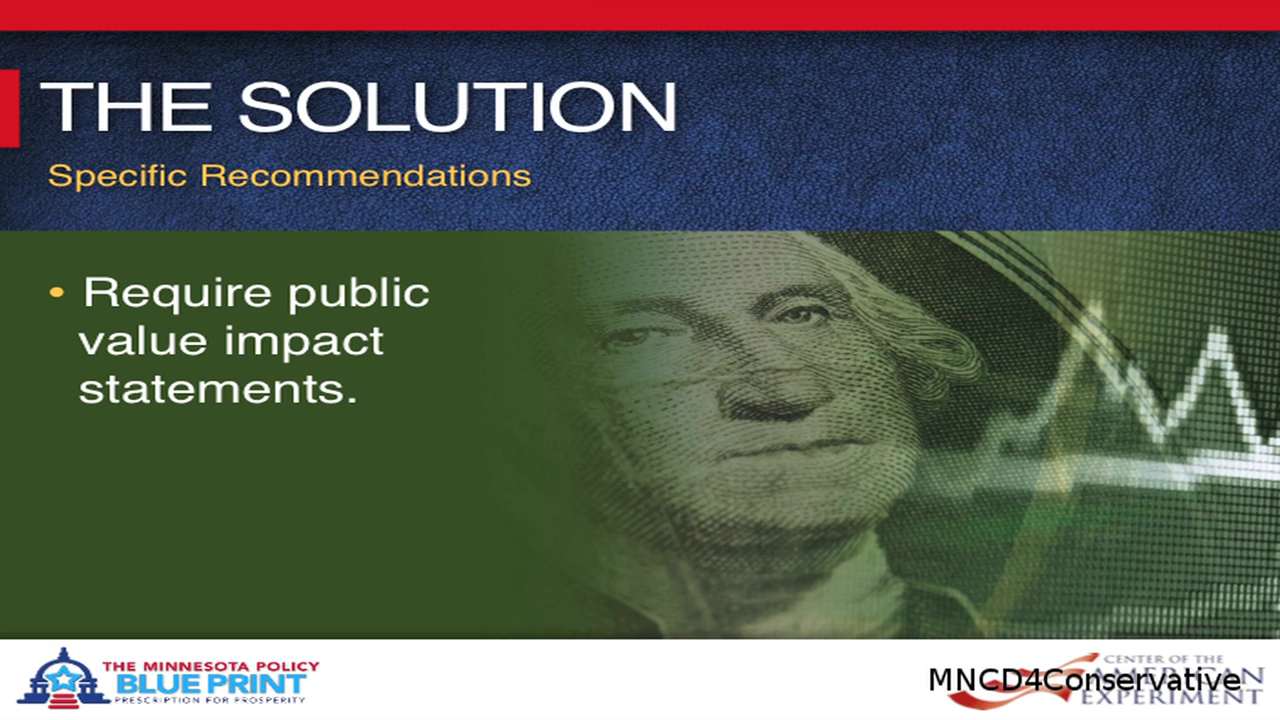 THE SOLUTION
Specific Recommendations
• Require public
value impact
statements.
THE MINNESOTA POLICY
BLUE PRINT
PRESCRIPTION FOR PROSPERITY
CENTER OF THE
AMERICAN
EXPERIMENT
MNCD4Conservative